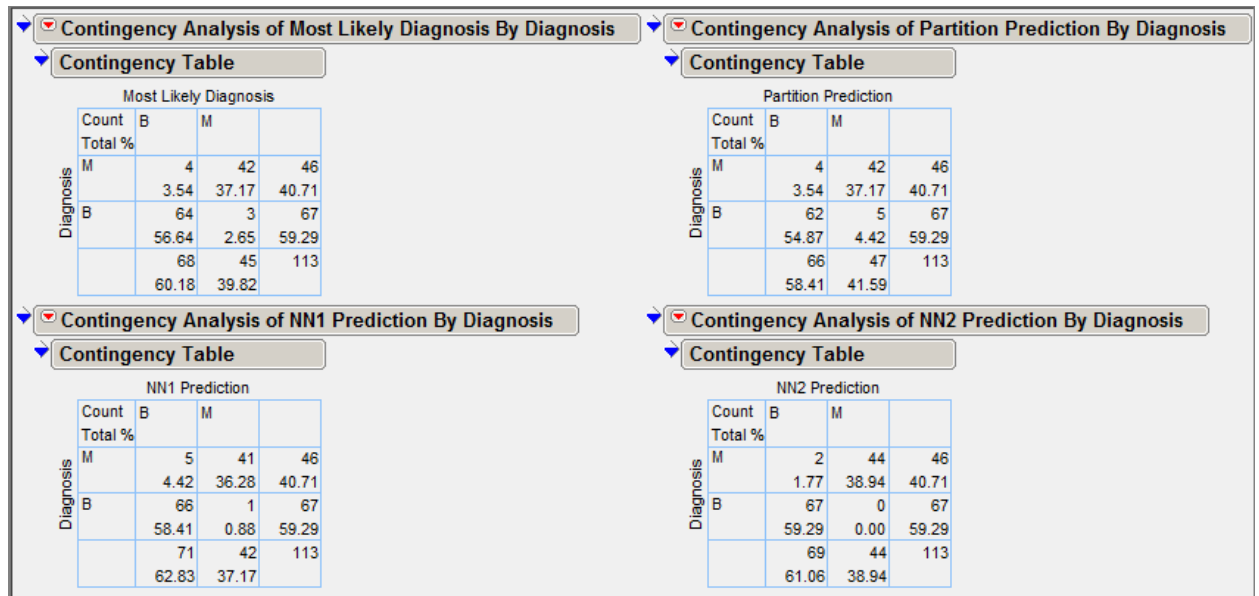 Contingency Analysis of Most Likely Diagnosis By Diagnosis
Contingency Table
Most Likely Diagnosis
Count B M
Total %
Diagnosis
M 4 42 46
3.54 37.17 40.71
B 64 3 67
56.64 2.65 59.29
68 45 113
60.18 39.82
Contingency Analysis of Partition Prediction By Diagnosis
Contingency Table
Partition Prediction
Count B M
Total %
Diagnosis
M 4 42 46
3.54 37.17 40.71
B 62 5 67
54.87 4.42 59.29
66 47 113
58.41 41.59
Contingency Analysis of NN1 Prediction By Diagnosis
Contingency Table
NN1 Prediction
Count B M
Total %
Diagnosis
M 5 41 46
4.42 36.28 40.71
B 66 1 67
58.41 0.88 59.29
71 42 113
62.83 37.17
Contingency Analysis of NN2 Prediction By Diagnosis
Contingency Table
NN2 Prediction
Count B M
Total %
Diagnosis
M 2 44 46
1.77 38.94 40.71
B 67 0 67
59.29 0.00 59.29
69 44 113
61.06 38.94